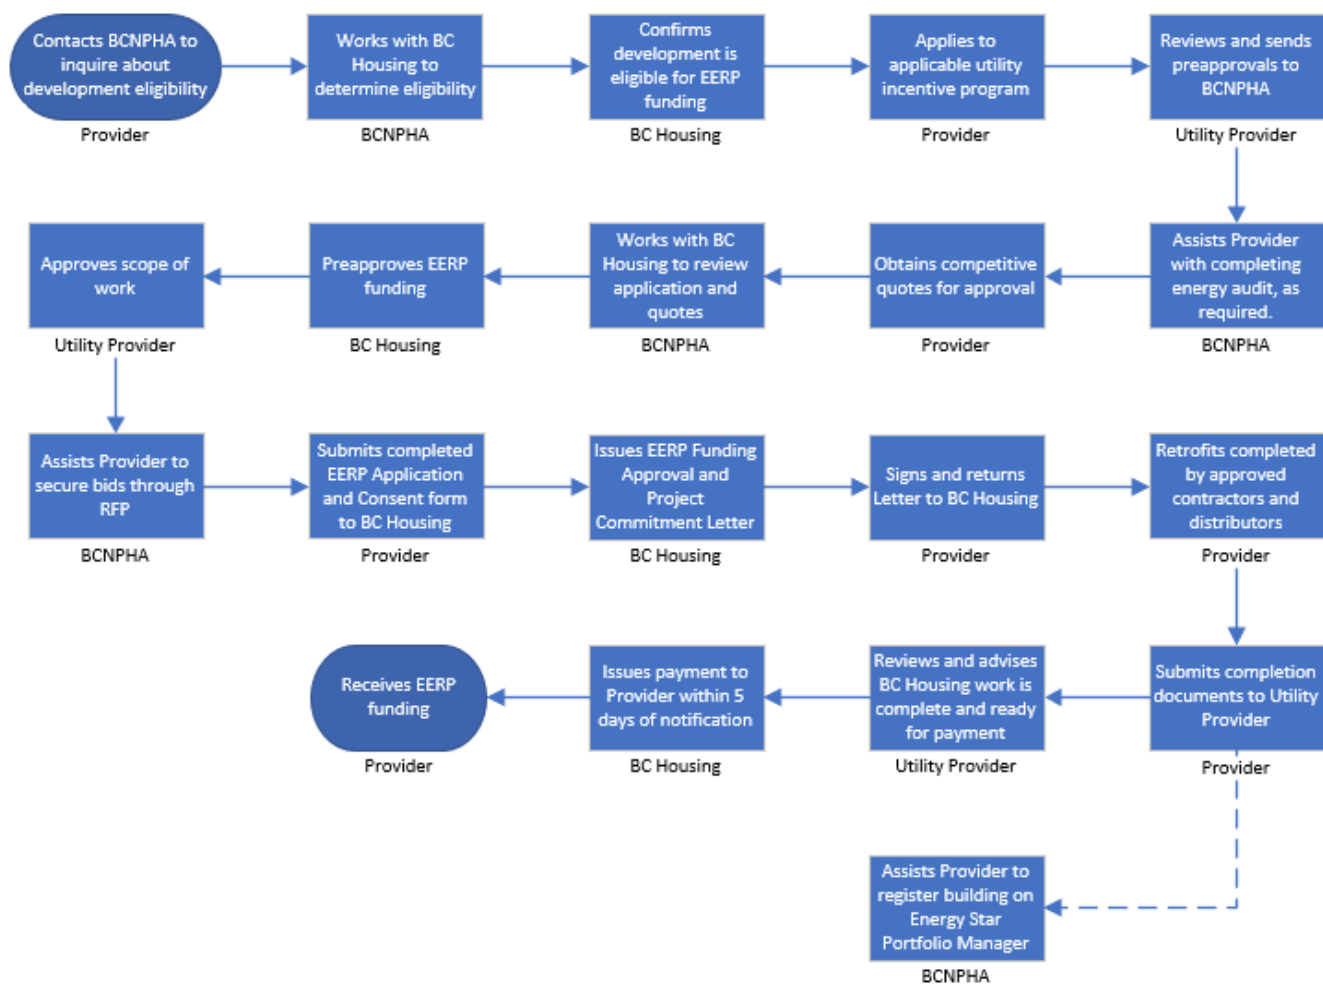 Contacts BCNPHA to
inquire about
development eligibility
Provider
Works with BC
Housing to
determine eligibility
BCNPHA
Confirms
development is
eligible for EERP
funding
BC Housing
Applies to
applicable utility
incentive program
Provider
Reviews and sends
preapprovals to
BCNPHA
Utility Provider
Assists Provider
with completing
energy audit, as
required.
BCNPHA
Obtains competitive
quotes for approval
Provider
Works with BC
Housing to review
application and
quotes
BCNPHA
Preapproves EERP
funding
BC Housing
Approves scope of
work
Utility Provider
Assists Provider to
secure bids through
RFP
BCNPHA
Submits completed
EERP Application
and Consent form
to BC Housing
Provider
Issues EERP Funding
Approval and
Project
Commitment Letter
BC Housing
Signs and returns
Letter to BC Housing
Provider
Retrofits completed
by approved
contractors and
distributors
Provider
Submits completion
documents to Utility
Provider
Provider
Reviews and advises
BC Housing work is
complete and ready
for payment
Utility Provider
Issues payment to
Provider within 5
days of notification
BC Housing
Receives EERP
funding
Provider
Assists Provider to
register building on
Energy Star
Portfolio Manager
BCNPHA